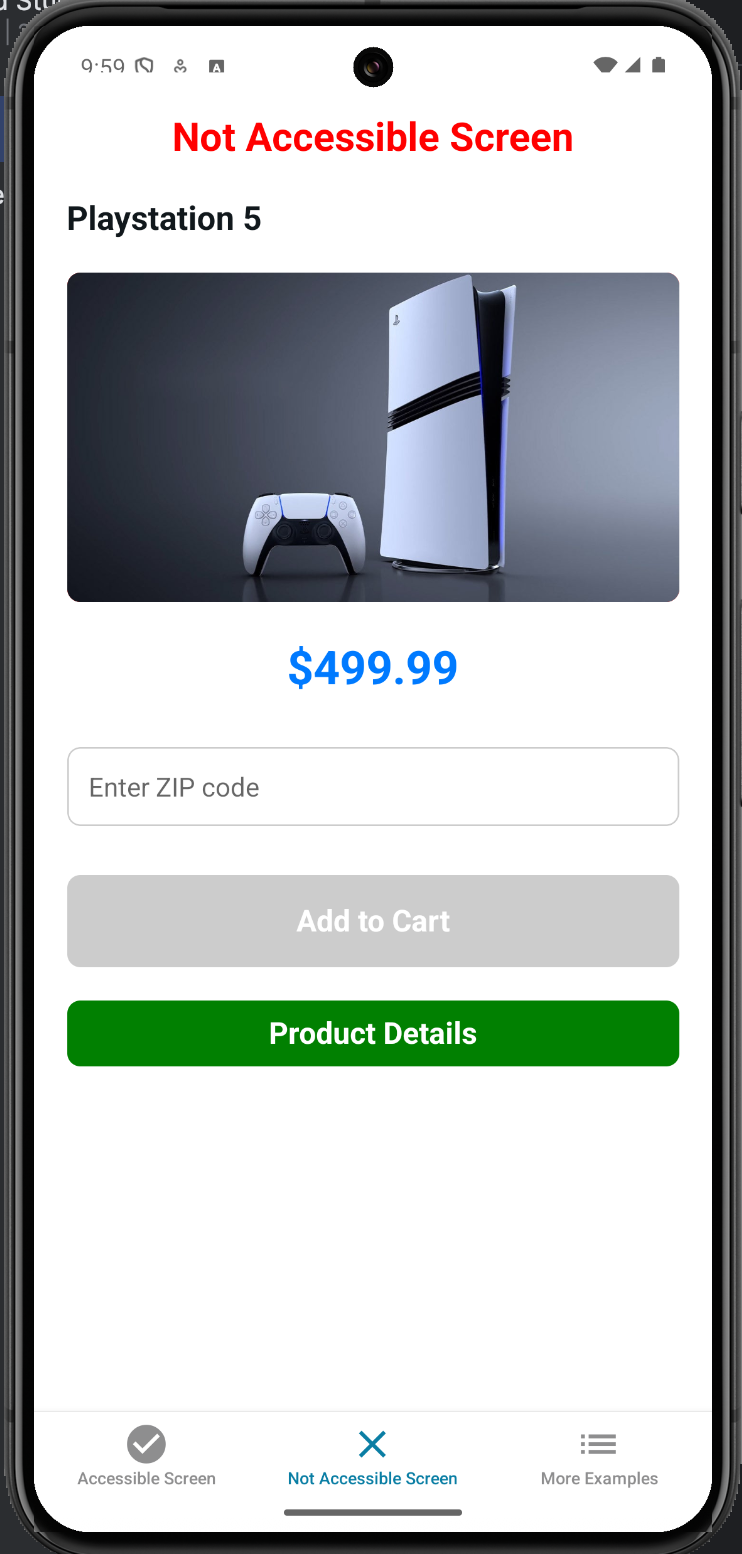 9:59
Not Accessible Screen
Playstation 5
$499.99
Enter ZIP code
Add to Cart
Product Details
Accessible Screen
Not Accessible Screen
More Examples